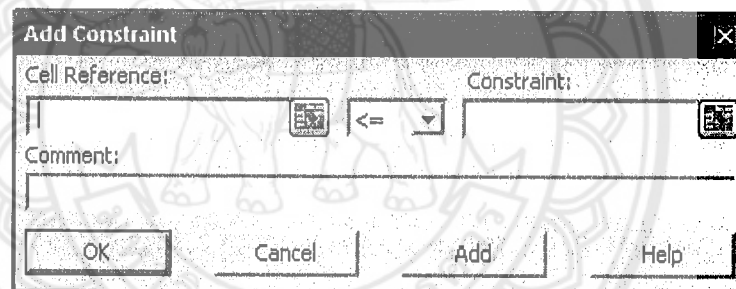 Add Constraint
Cell Reference: Constraint:
<=
Comment:
OK Cancel Add Help